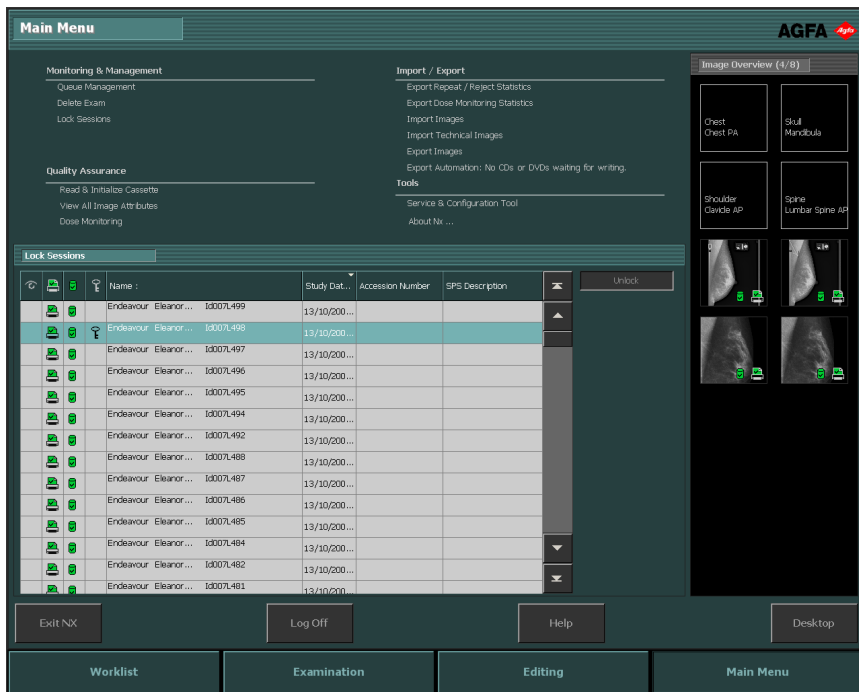 Main Menu
AGFA
Agfa
Monitoring & Management
Queue Management
Delete Exam
Lock Sessions
Quality Assurance
Read & Initialize Cassette
View All Image Attributes
Dose Monitoring
Import / Export
Export Repeat / Reject Statistics
Export Dose Monitoring Statistics
Import Images
Import Technical Images
Export Images
Export Automation: No CDs or DVDs waiting for writing.
Tools
Service & Configuration Tool
About Nx ...
Image Overview (4/8)
Chest
Chest PA
Skull
Mandibula
Shoulder
Clavicle AP
Spine
Lumbar Spine AP
Lock Sessions
Name : Study Dat... Accession Number SPS Description
Unlock
Endeavour Eleanor... Id007L499 13/10/200...
Endeavour Eleanor... Id007L498 13/10/200...
Endeavour Eleanor... Id007L497 13/10/200...
Endeavour Eleanor... Id007L496 13/10/200...
Endeavour Eleanor... Id007L495 13/10/200...
Endeavour Eleanor... Id007L494 13/10/200...
Endeavour Eleanor... Id007L492 13/10/200...
Endeavour Eleanor... Id007L488 13/10/200...
Endeavour Eleanor... Id007L487 13/10/200...
Endeavour Eleanor... Id007L486 13/10/200...
Endeavour Eleanor... Id007L485 13/10/200...
Endeavour Eleanor... Id007L484 13/10/200...
Endeavour Eleanor... Id007L482 13/10/200...
Endeavour Eleanor... Id007L481 13/10/200...
Exit NX
Log Off
Help
Desktop
Worklist
Examination
Editing
Main Menu